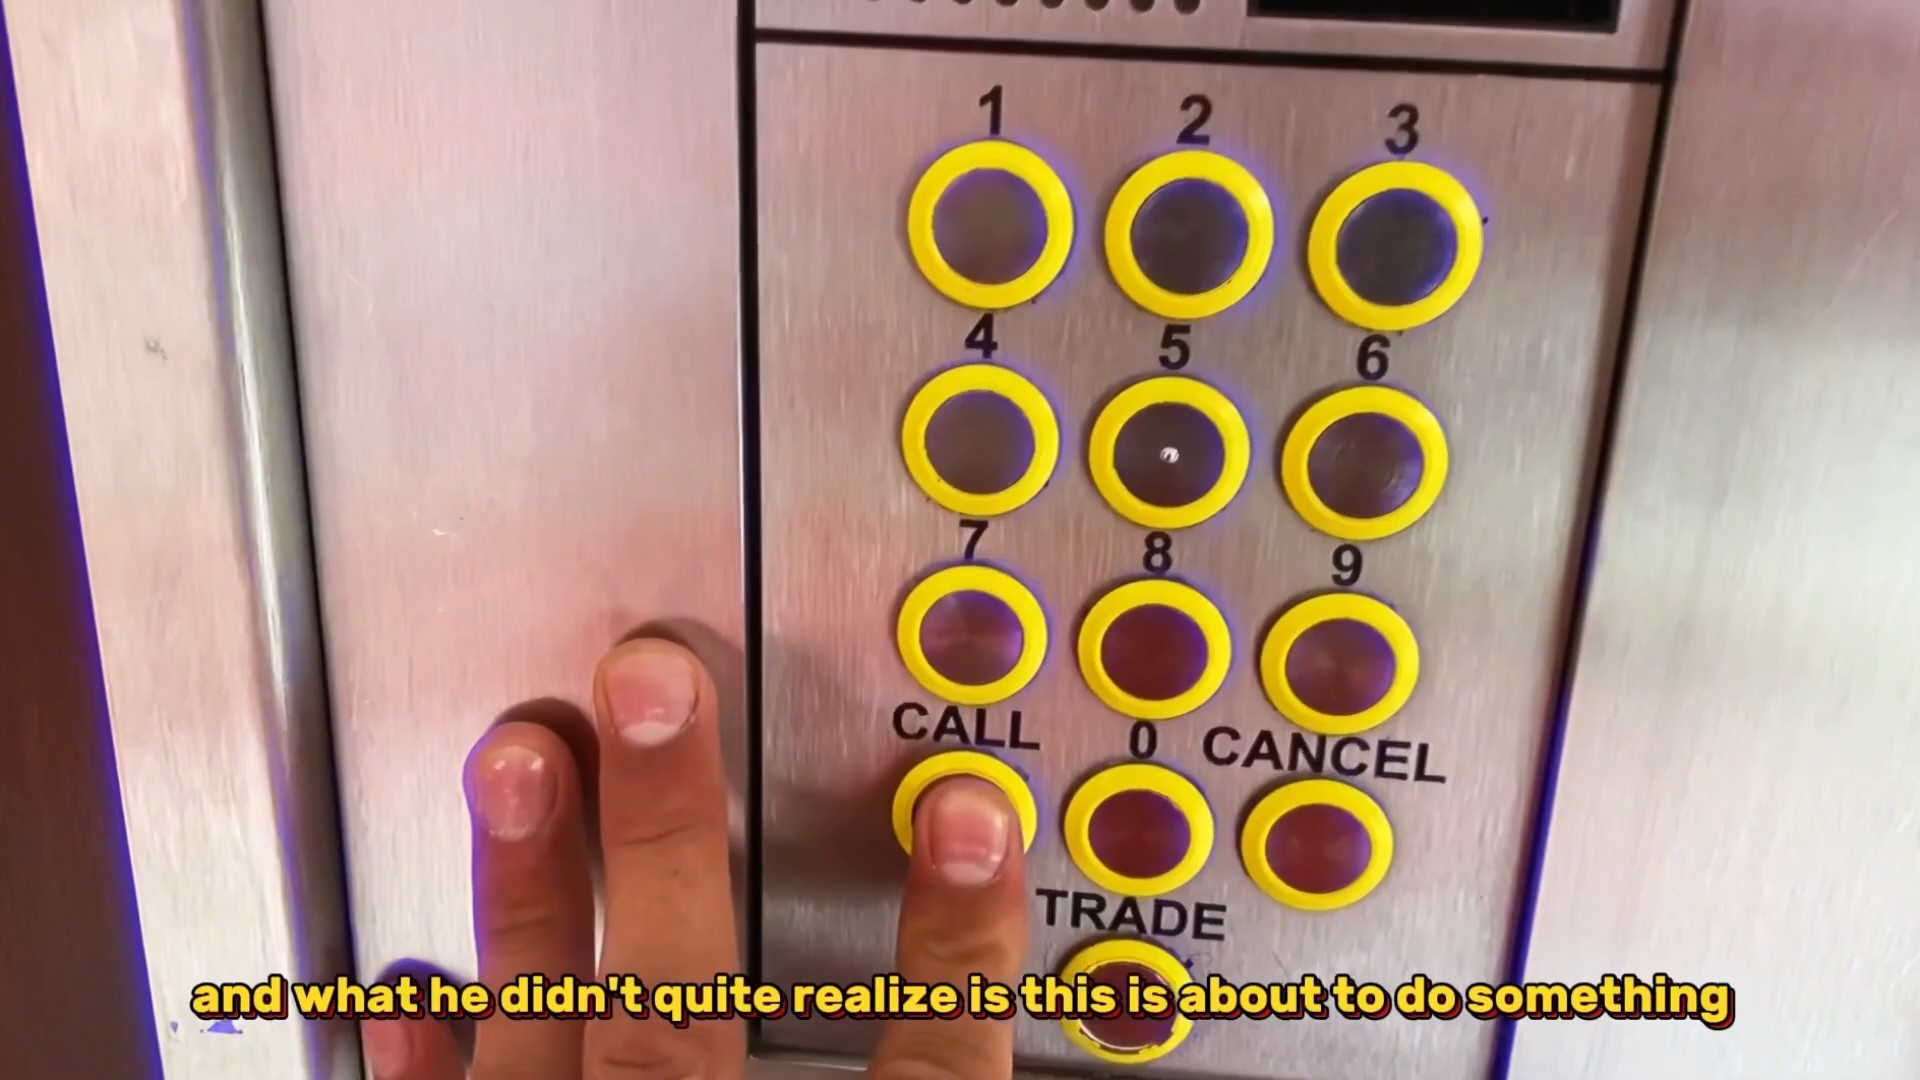 1 2 3
4 5 6
7 8 9
CALL 0 CANCEL
TRADE
and what he didn't quite realize is this is about to do something